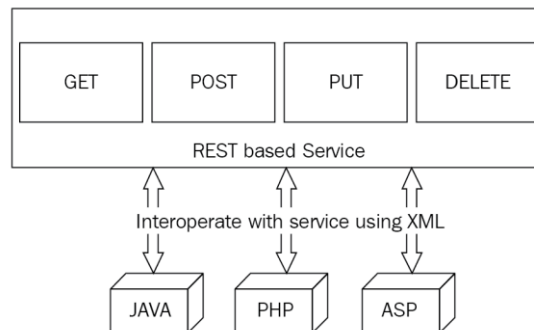 GET POST PUT DELETE
REST based Service
Interoperate with service using XML
JAVA PHP ASP